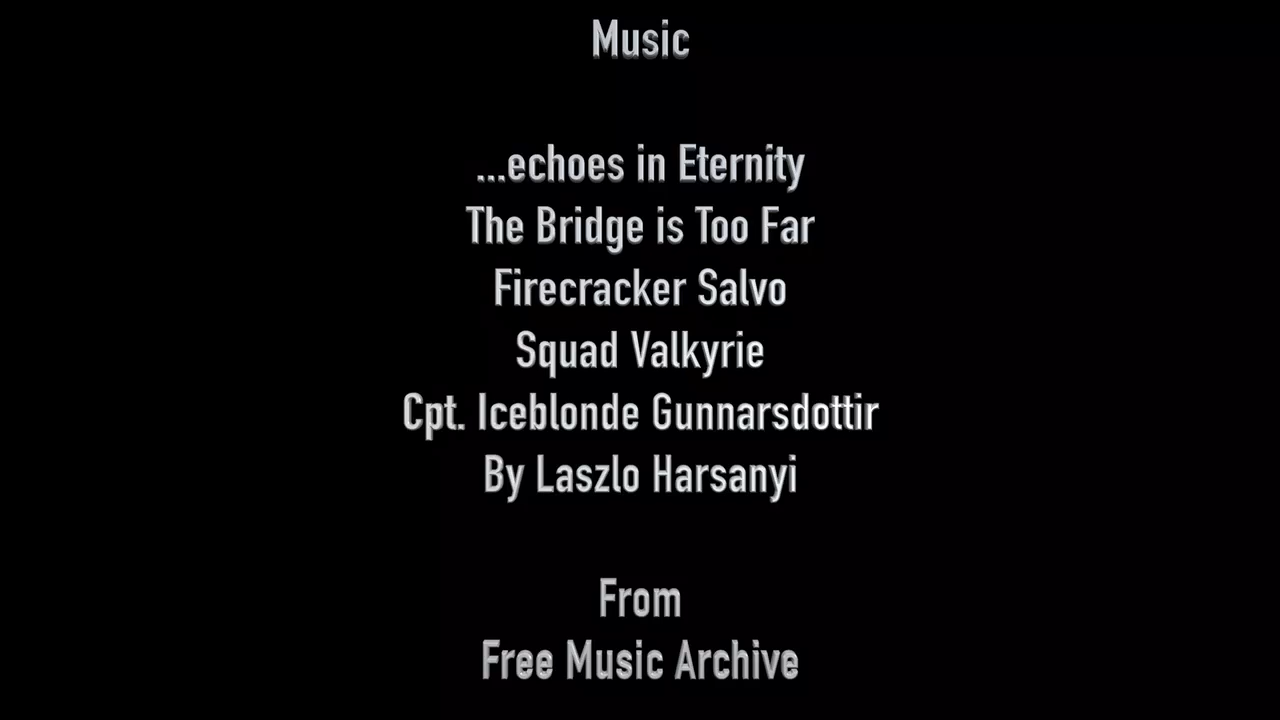 Music
...echoes in Eternity
The Bridge is Too Far
Firecracker Salvo
Squad Valkyrie
Cpt. Iceblonde Gunnarsdottir
By Laszlo Harsanyi
From
Free Music Archive